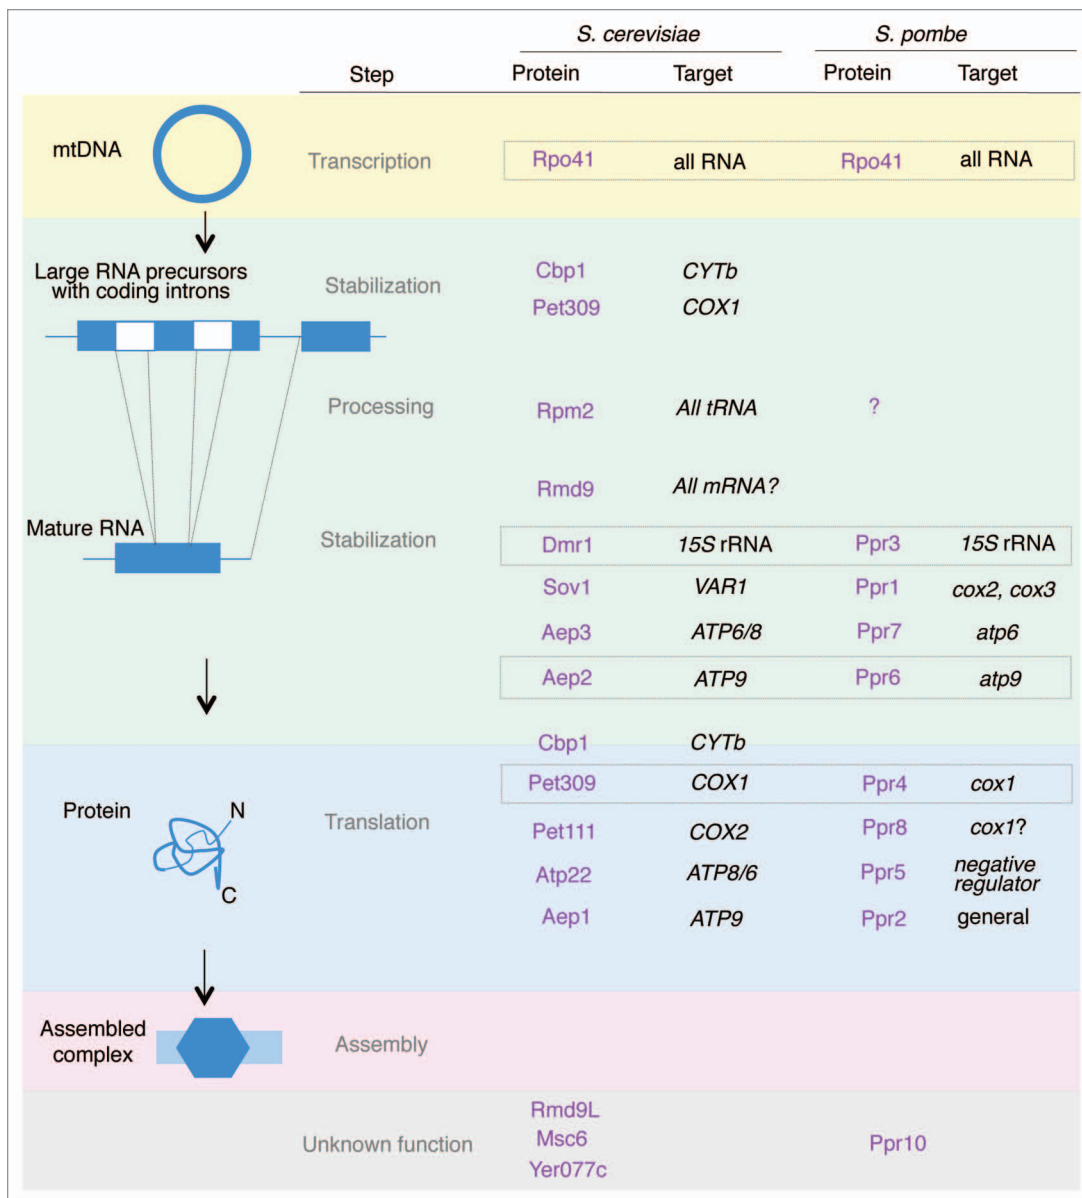 S. cerevisiae S. pombe
Step Protein Target Protein Target
mtDNA
Transcription Rpo41 all RNA Rpo41 all RNA
Large RNA precursors
with coding introns
Stabilization
Cbp1 CYTb
Pet309 COX1
Processing Rpm2 All tRNA ?
Rmd9 All mRNA?
Mature RNA
Stabilization Dmr1 15S rRNA Ppr3 15S rRNA
Sov1 VAR1 Ppr1 cox2, cox3
Aep3 ATP6/8 Ppr7 atp6
Aep2 ATP9 Ppr6 atp9
Cbp1 CYTb
Pet309 COX1 Ppr4 cox1
Protein N
C
Translation Pet111 COX2 Ppr8 cox1?
Atp22 ATP8/6 Ppr5 negative
regulator
Aep1 ATP9 Ppr2 general
Assembled
complex
Assembly
Unknown function
Rmd9L
Msc6 Ppr10
Yer077c